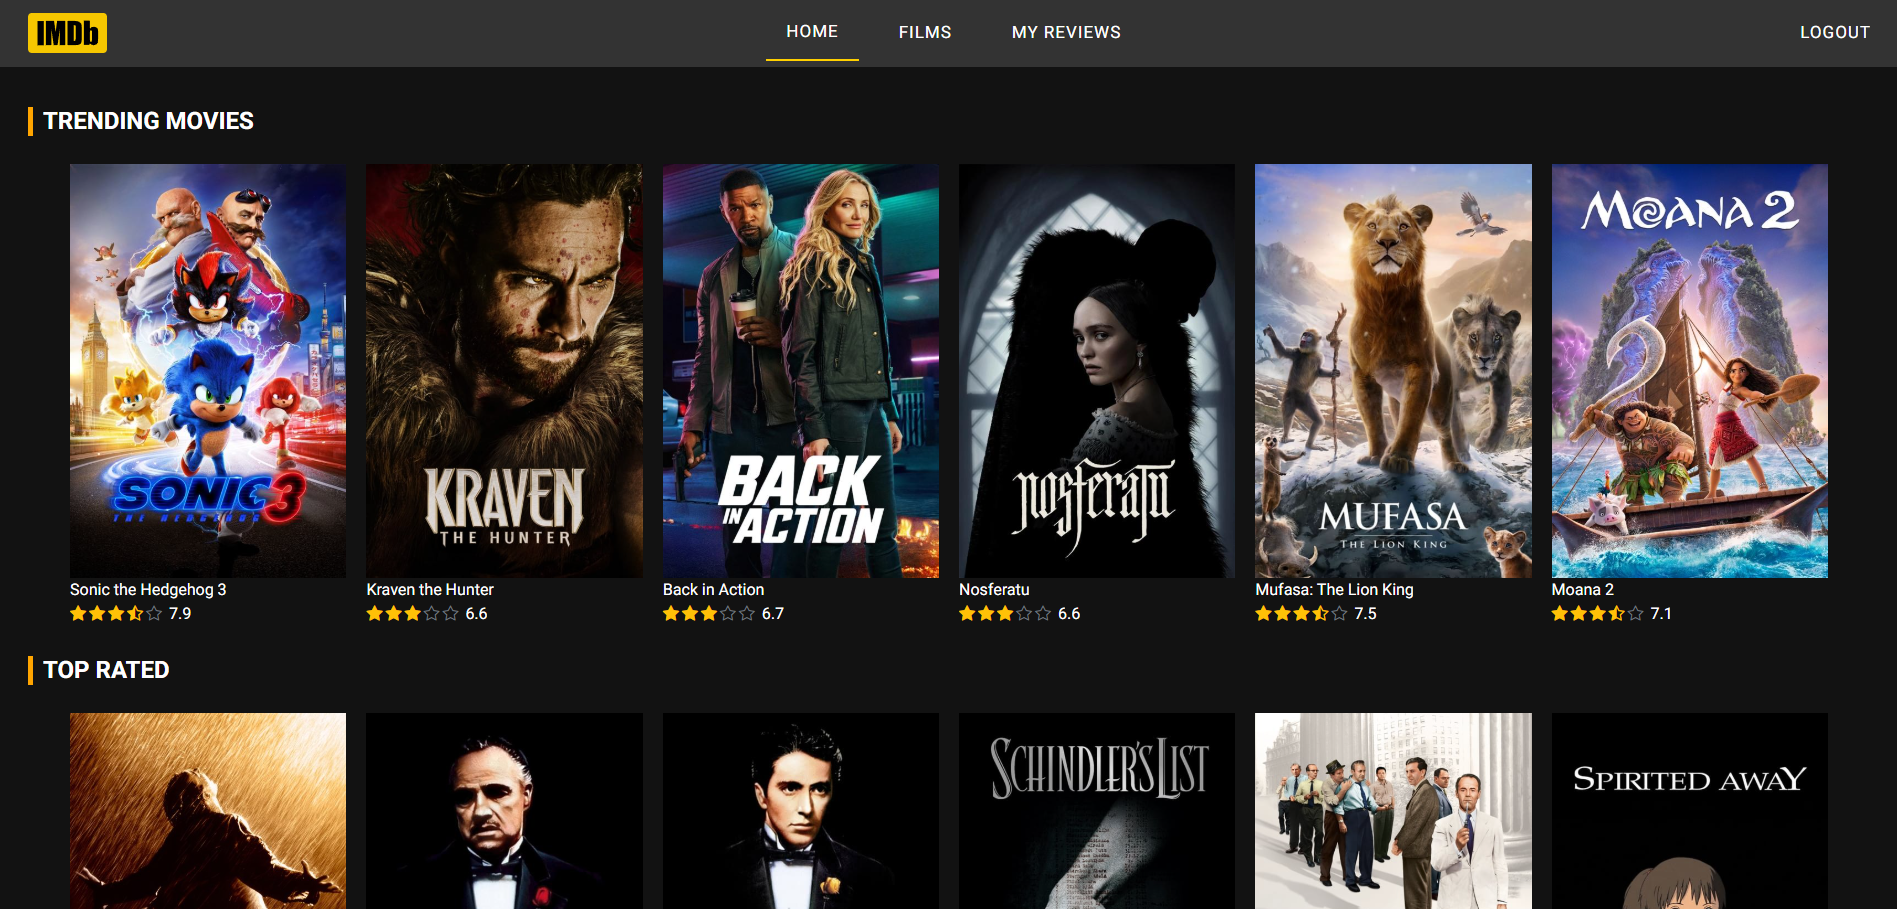 IMDb
HOME FILMS MY REVIEWS LOGOUT
TRENDING MOVIES
SONIC 3
THE HEDGEHOG
KRAVEN
THE HUNTER
BACK
IN ACTION
nosferatu
MUFASA
THE LION KING
MOANA 2
Sonic the Hedgehog 3
7.9
Kraven the Hunter
6.6
Back in Action
6.7
Nosferatu
6.6
Mufasa: The Lion King
7.5
Moana 2
7.1
TOP RATED
SCHINDLER'S LIST
SPIRITED AWAY